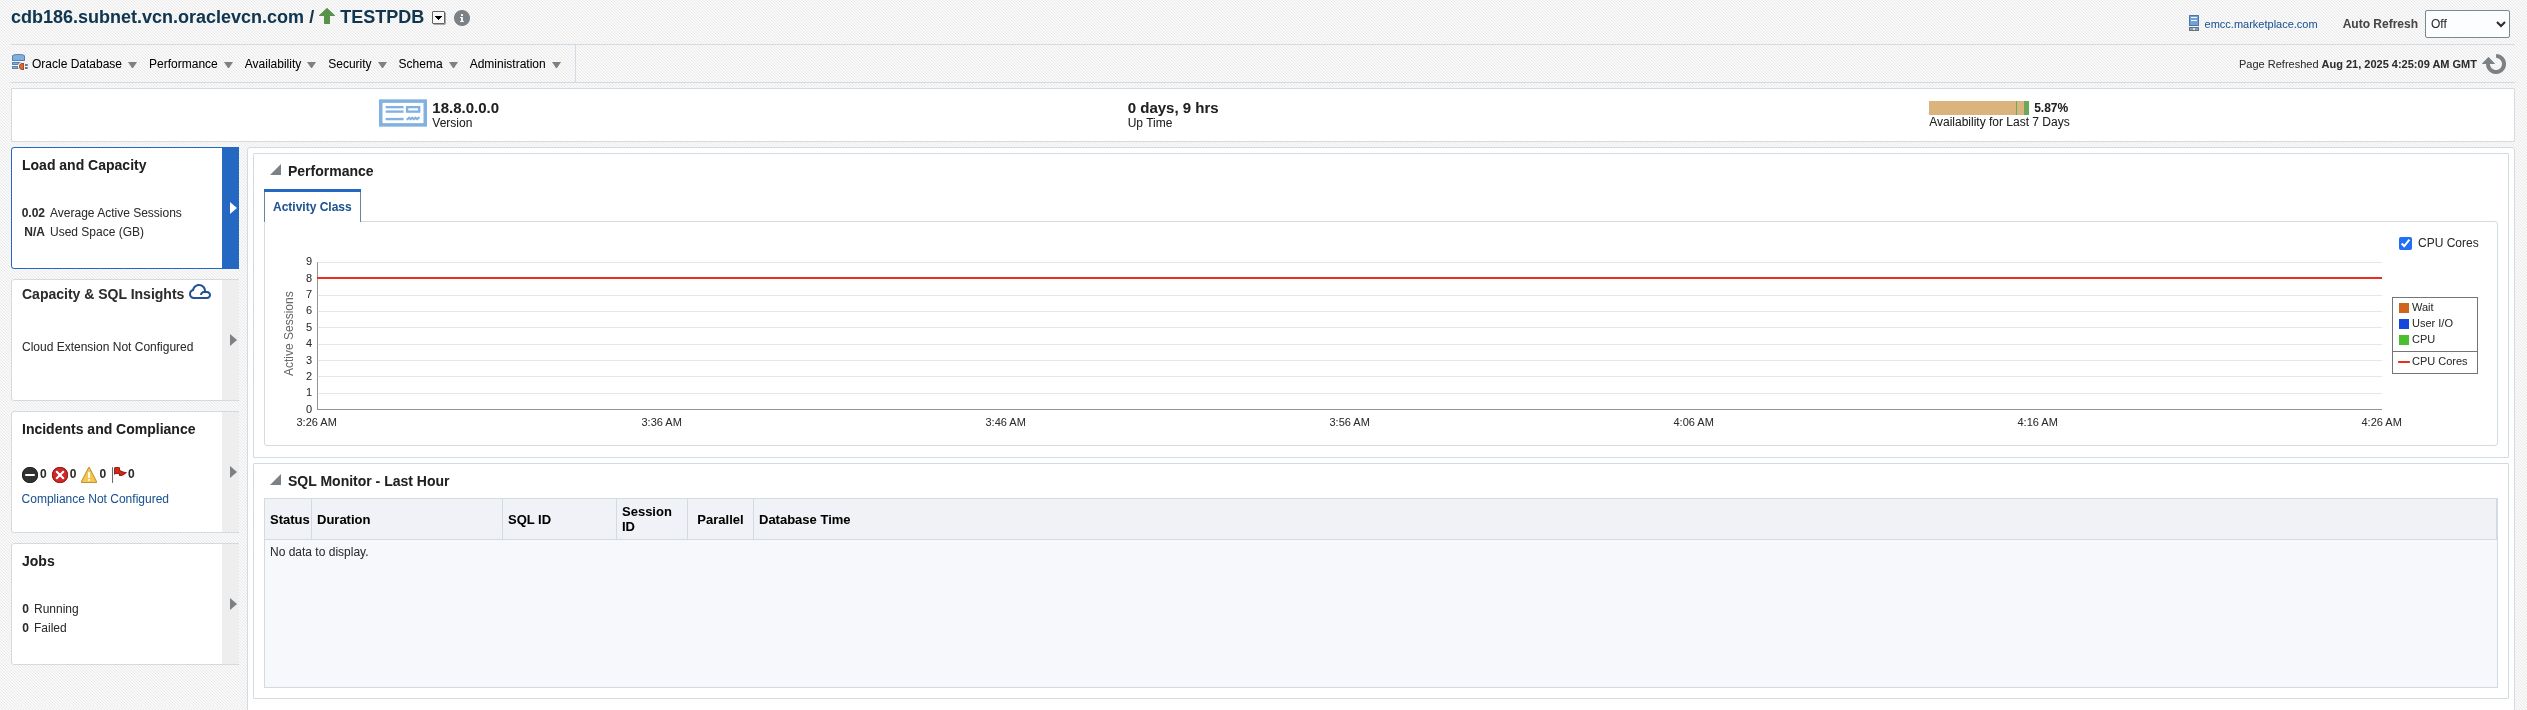 cdb186.subnet.vcn.oraclevcn.com / TESTPDB
emcc.marketplace.com Auto Refresh Off
Oracle Database Performance Availability Security Schema Administration
Page Refreshed Aug 21, 2025 4:25:09 AM GMT
18.8.0.0.0
Version
0 days, 9 hrs
Up Time
5.87%
Availability for Last 7 Days
Load and Capacity
0.02 Average Active Sessions
N/A Used Space (GB)
Capacity & SQL Insights
Cloud Extension Not Configured
Incidents and Compliance
0 0 0 0
Compliance Not Configured
Jobs
0 Running
0 Failed
Performance
Activity Class
CPU Cores
Active Sessions
9
8
7
6
5
4
3
2
1
0
3:26 AM 3:36 AM 3:46 AM 3:56 AM 4:06 AM 4:16 AM 4:26 AM
Wait
User I/O
CPU
CPU Cores
SQL Monitor - Last Hour
Status Duration SQL ID Session ID Parallel Database Time
No data to display.